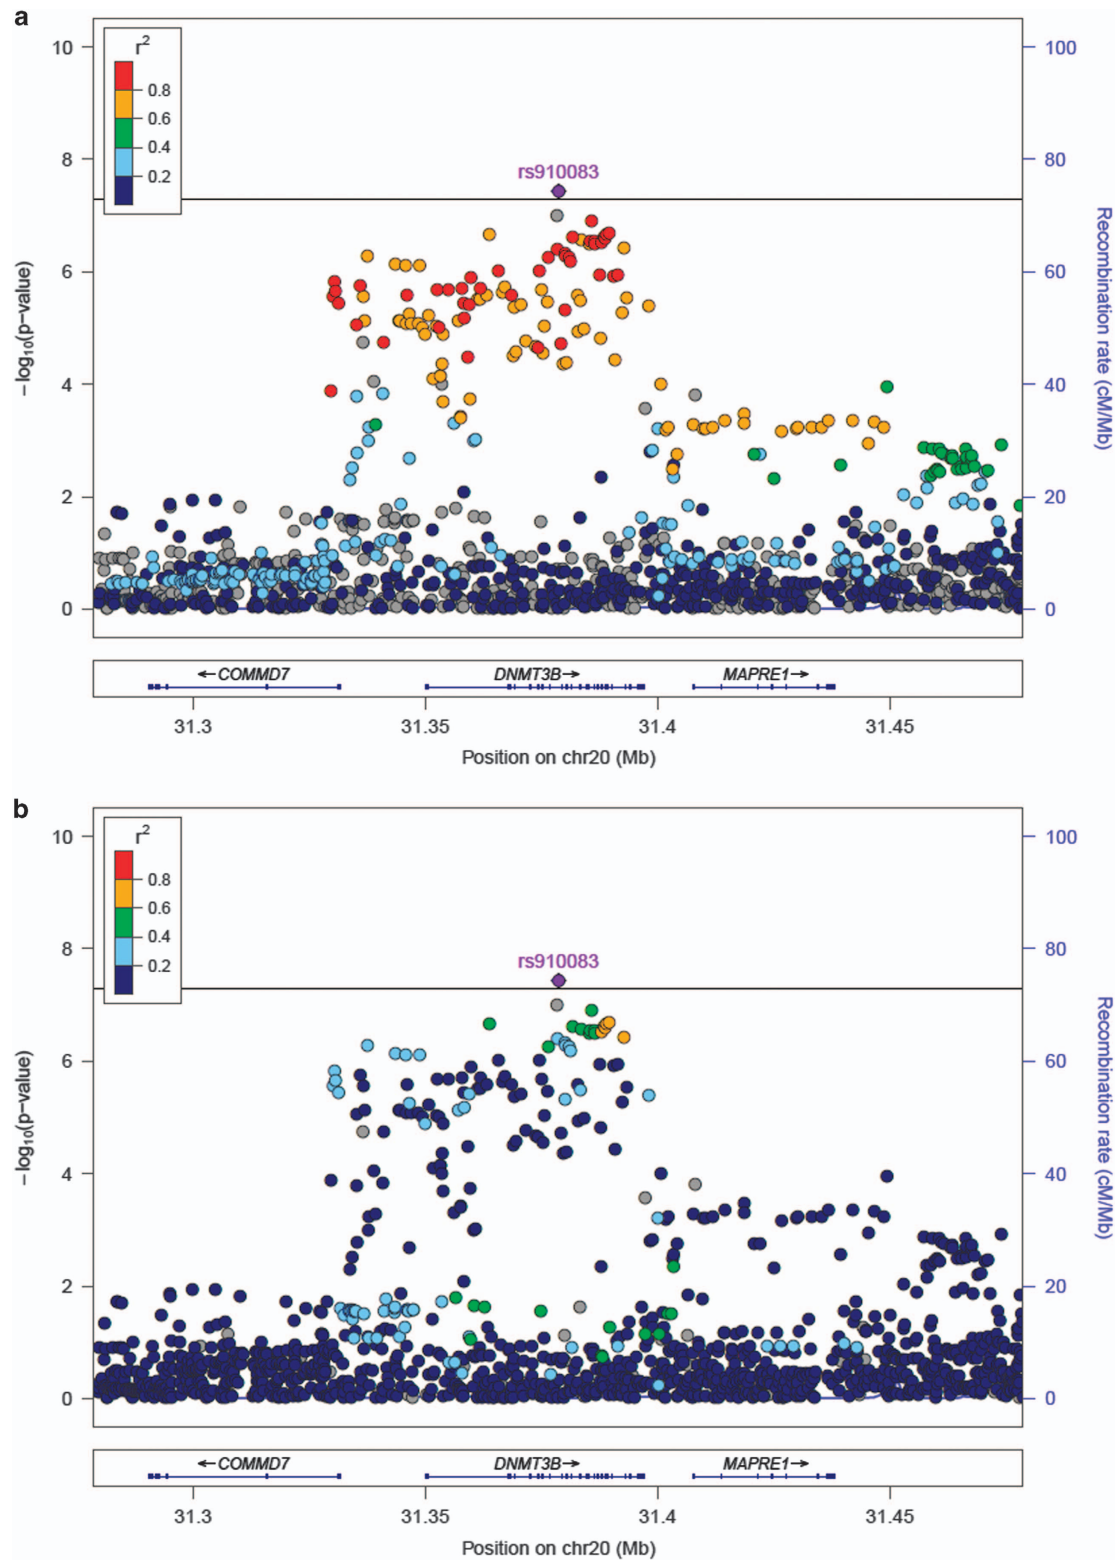 a
r²
0.8
0.6
0.4
0.2
10
8
6
4
2
0
−log₁₀(p−value)
100
80
60
40
20
0
Recombination rate (cM/Mb)
rs910083
←COMMD7
DNMT3B→
MAPRE1→
31.3
31.35
31.4
31.45
Position on chr20 (Mb)
b
r²
0.8
0.6
0.4
0.2
10
8
6
4
2
0
−log₁₀(p−value)
100
80
60
40
20
0
Recombination rate (cM/Mb)
rs910083
←COMMD7
DNMT3B→
MAPRE1→
31.3
31.35
31.4
31.45
Position on chr20 (Mb)